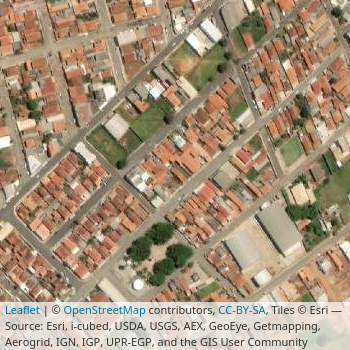 Leaflet | © OpenStreetMap contributors, CC-BY-SA, Tiles © Esri —
Source: Esri, i-cubed, USDA, USGS, AEX, GeoEye, Getmapping,
Aerogrid, IGN, IGP, UPR-EGP, and the GIS User Community